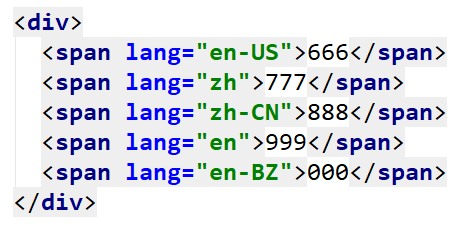 <div>
<span lang="en-US">666</span>
<span lang="zh">777</span>
<span lang="zh-CN">888</span>
<span lang="en">999</span>
<span lang="en-BZ">000</span>
</div>